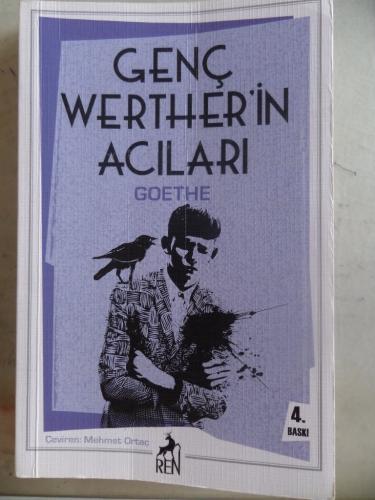 GENÇ
WERTHER'İN
ACILARI
GOETHE
4.
BASKI
Çeviren: Mehmet Ortaç
REN